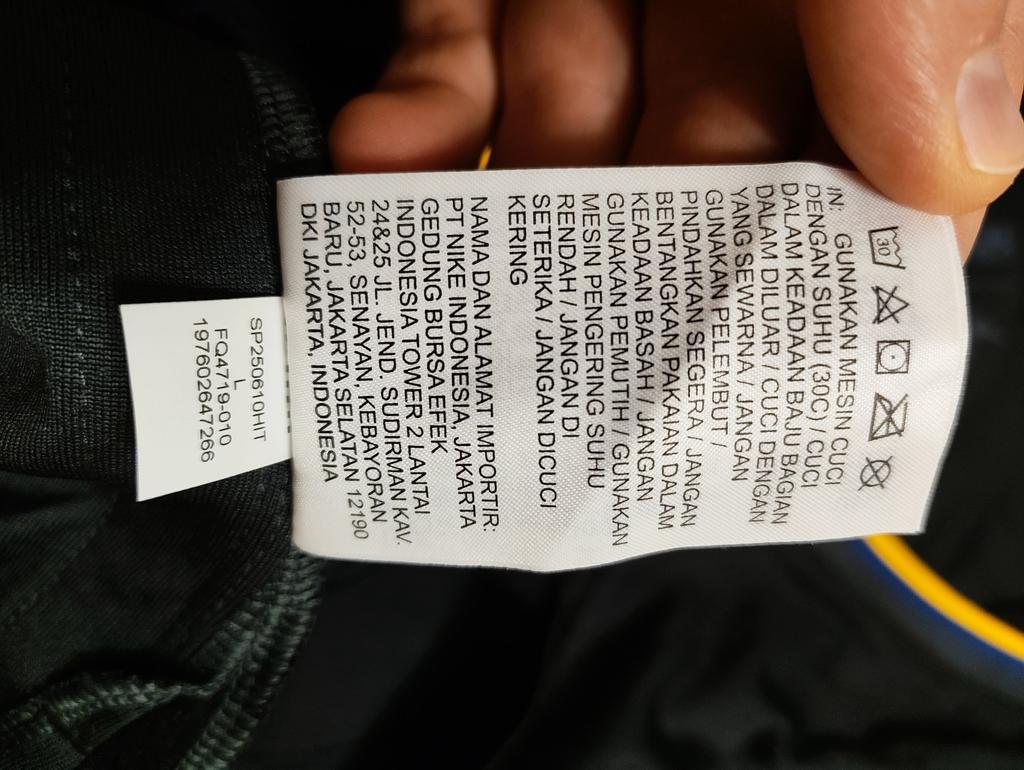 30
IN: GUNAKAN MESIN CUCI
DENGAN SUHU (30C) / CUCI
DALAM KEADAAN BAJU BAGIAN
DALAM DILUAR / CUCI DENGAN
YANG SEWARNA / JANGAN
GUNAKAN PELEMBUT /
PINDAHKAN SEGERA / JANGAN
BENTANGKAN PAKAIAN DALAM
KEADAAN BASAH / JANGAN
GUNAKAN PEMUTIH / GUNAKAN
MESIN PENGERING SUHU
RENDAH / JANGAN DI
SETERIKA / JANGAN DICUCI
KERING
NAMA DAN ALAMAT IMPORTIR:
PT NIKE INDONESIA, JAKARTA
GEDUNG BURSA EFEK
INDONESIA TOWER 2 LANTAI
24&25 JL. JEND. SUDIRMAN KAV.
52-53, SENAYAN, KEBAYORAN
BARU, JAKARTA SELATAN 12190
DKI JAKARTA, INDONESIA
SP250610HIT
L
FQ4719-010
197602647266